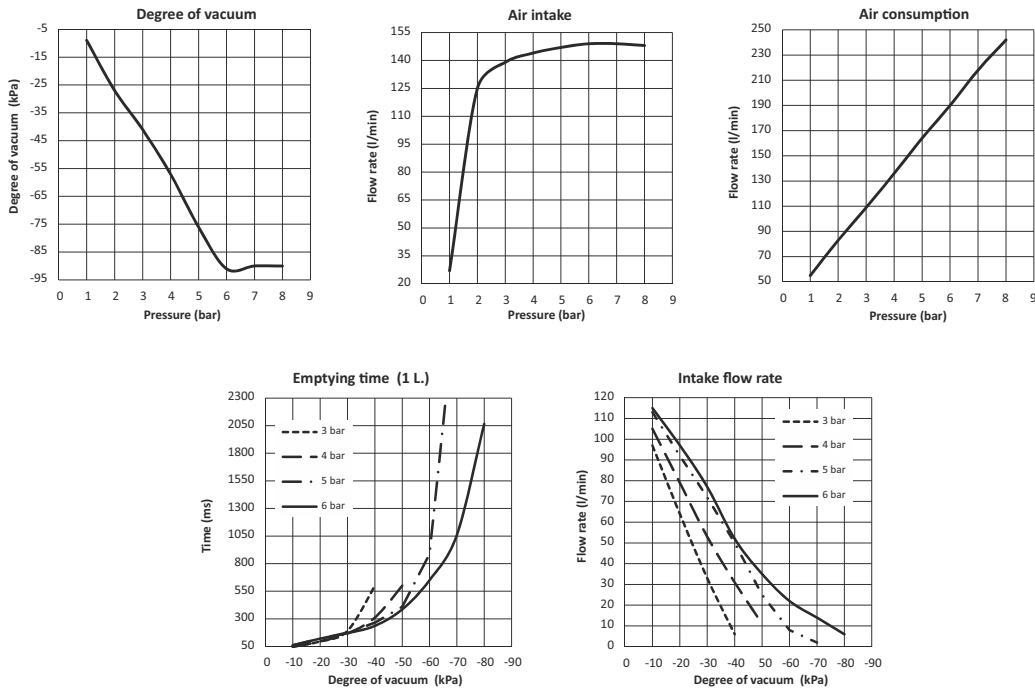 Degree of vacuum
-5
-15
-25
-35
-45
-55
-65
-75
-85
-95
Degree of vacuum (kPa)
0 1 2 3 4 5 6 7 8 9
Pressure (bar)
Air intake
155
140
125
110
95
80
65
50
35
20
Flow rate (l/min)
0 1 2 3 4 5 6 7 8 9
Pressure (bar)
Air consumption
250
230
210
190
170
150
130
110
90
70
50
Flow rate (l/min)
0 1 2 3 4 5 6 7 8 9
Pressure (bar)
Emptying time (1 L.)
2300
2050
1800
1550
1300
1050
800
550
300
50
Time (ms)
3 bar
4 bar
5 bar
6 bar
0 -10 -20 -30 -40 -50 -60 -70 -80 -90
Degree of vacuum (kPa)
Intake flow rate
120
110
100
90
80
70
60
50
40
30
20
10
0
Flow rate (l/min)
3 bar
4 bar
5 bar
6 bar
0 -10 -20 -30 -40 50 -60 -70 -80 -90
Degree of vacuum (kPa)